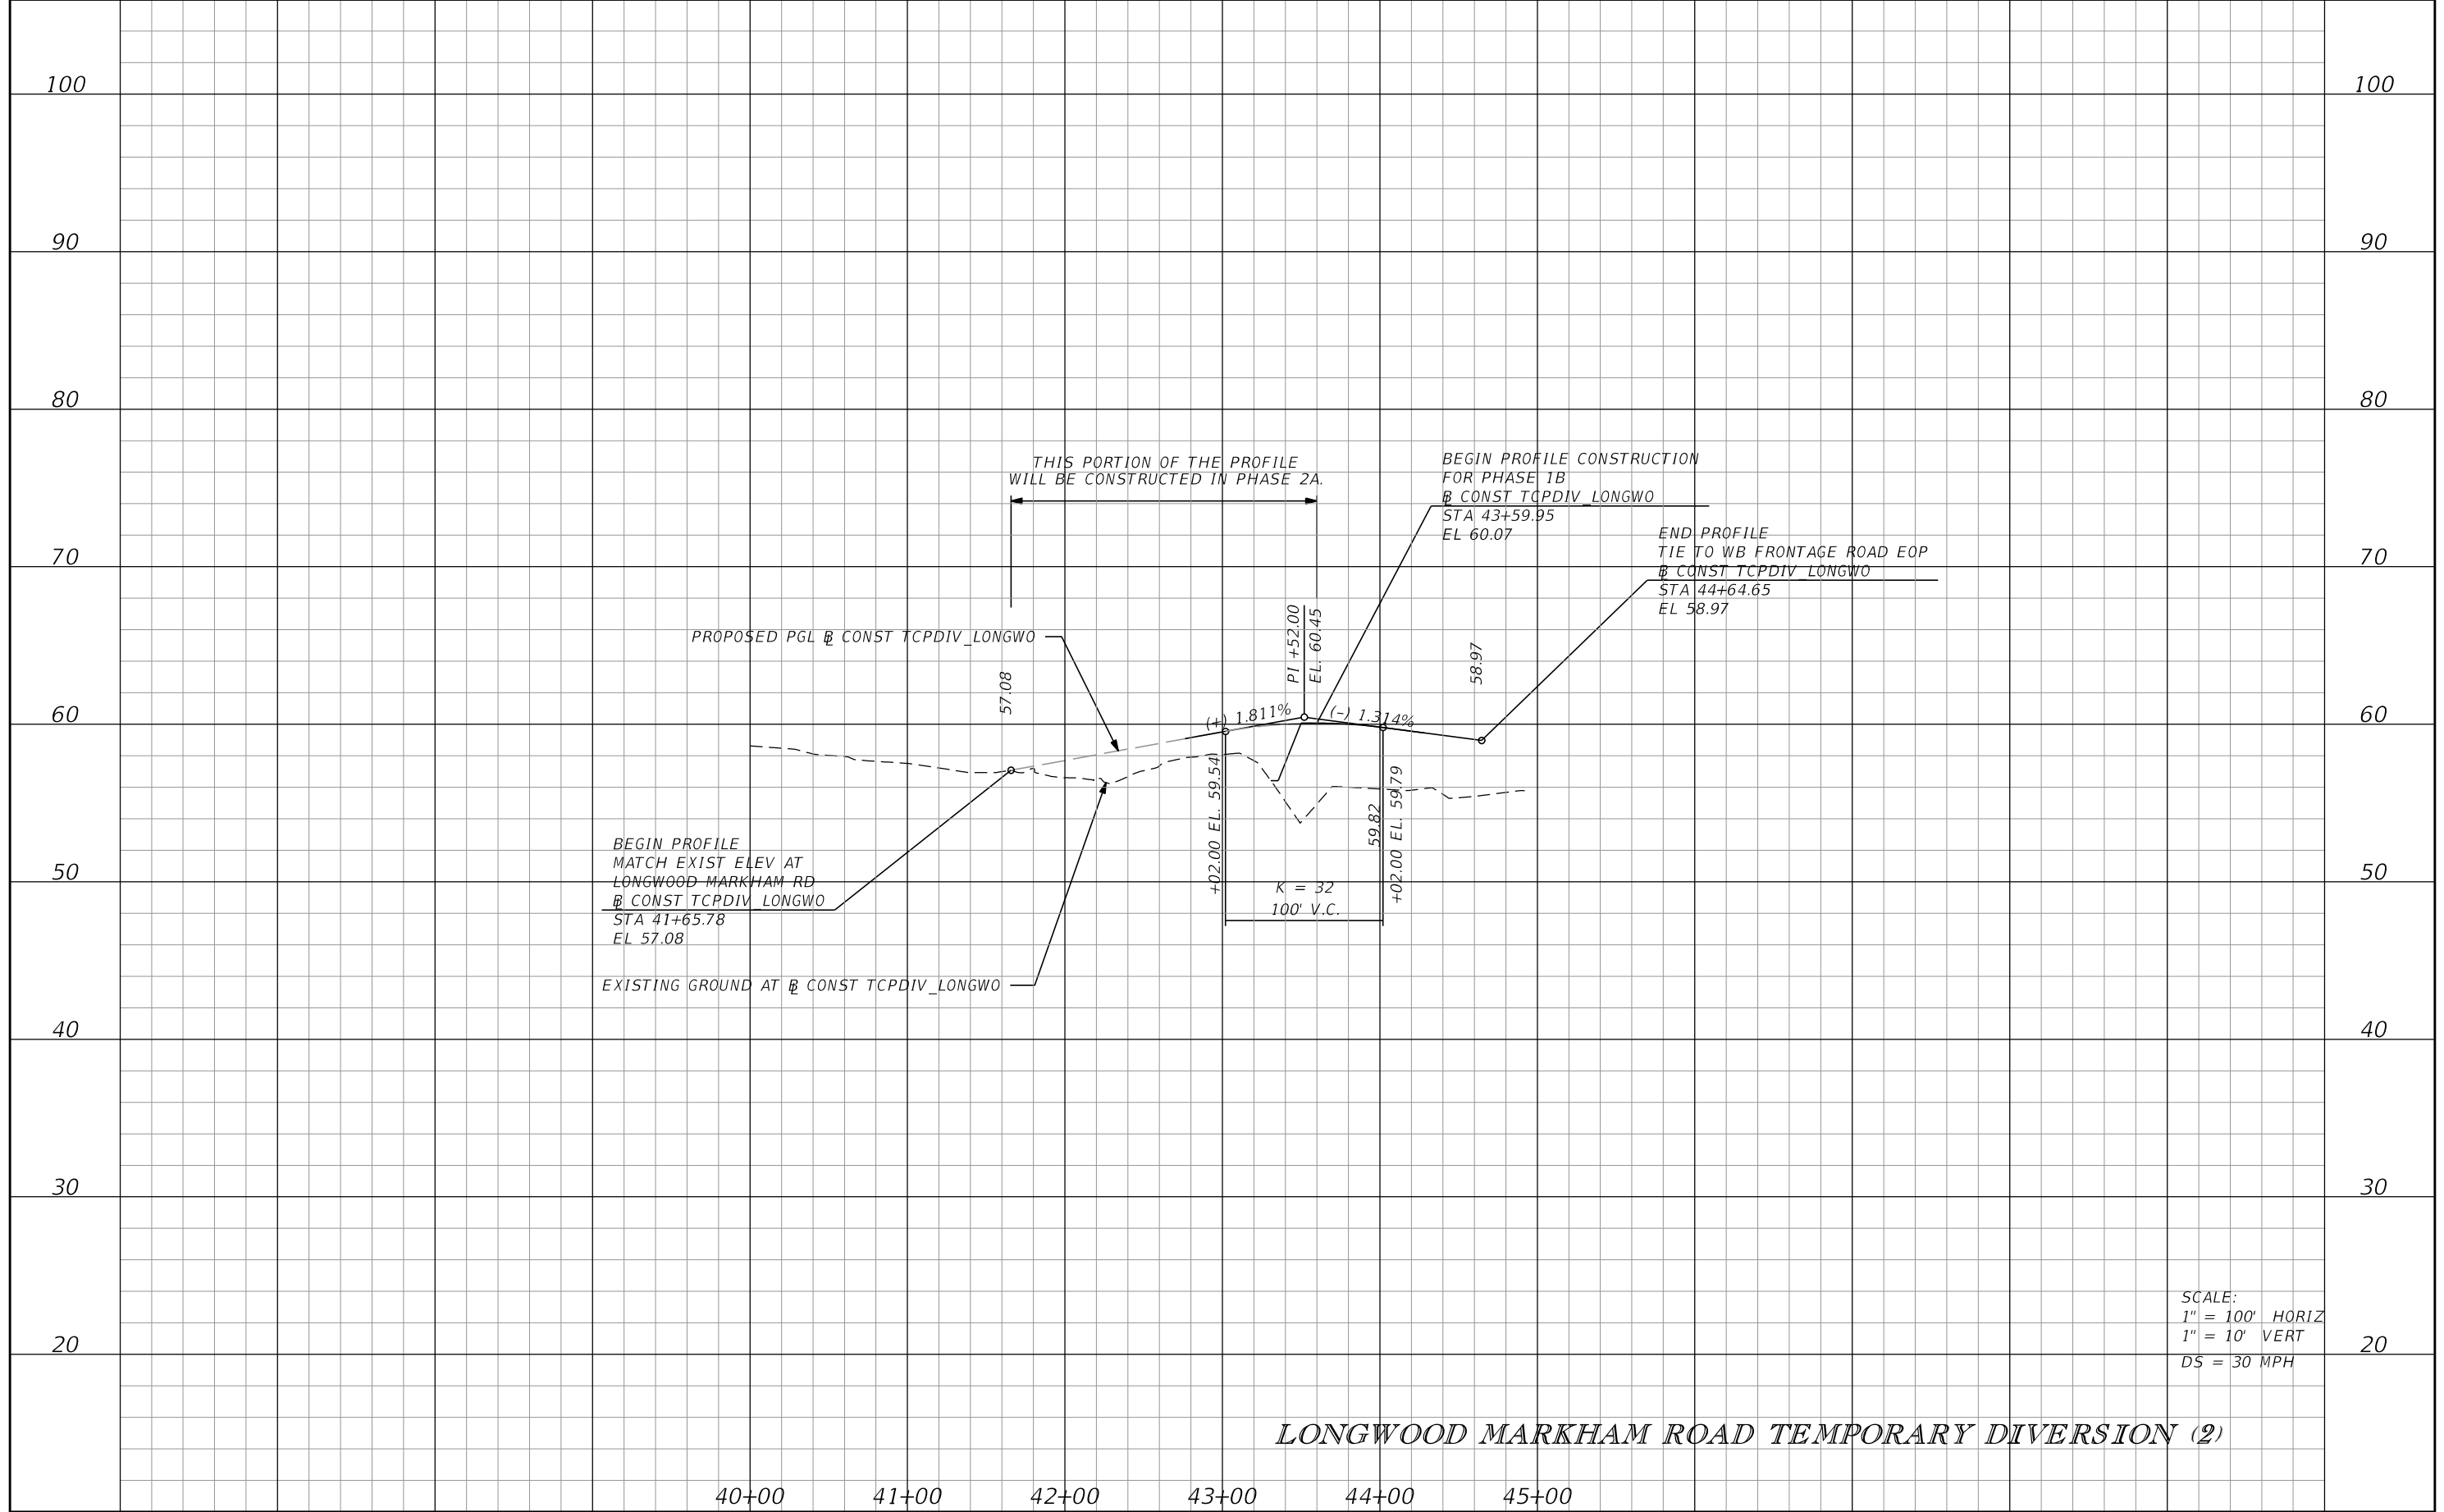 100
100
90
90
80
80
THIS PORTION OF THE PROFILE
WILL BE CONSTRUCTED IN PHASE 2A.
BEGIN PROFILE CONSTRUCTION
FOR PHASE 1B
℄ CONST TCPDIV_LONGWO
STA 43+59.95
EL 60.07
END PROFILE
TIE TO WB FRONTAGE ROAD EOP
BL CONST TCPDIV_LONGWO
STA 44+64.65
EL 58.97
70
70
PROPOSED PGL BL CONST TCPDIV_LONGWO
57.08
PI +52.00
EL. 60.45
58.97
60
60
(+) 1.811%
(-) 1.314%
+02.00 EL. 59.54
59.82
+02.00 EL. 59.79
K = 32
100' V.C.
BEGIN PROFILE
MATCH EXIST ELEV AT
LONGWOOD MARKHAM RD
BL CONST TCPDIV_LONGWO
STA 41+65.78
EL 57.08
50
50
EXISTING GROUND AT BL CONST TCPDIV_LONGWO
40
40
30
30
SCALE:
1" = 100' HORIZ
1" = 10' VERT
DS = 30 MPH
20
20
LONGWOOD MARKHAM ROAD TEMPORARY DIVERSION (2)
40+00
41+00
42+00
43+00
44+00
45+00